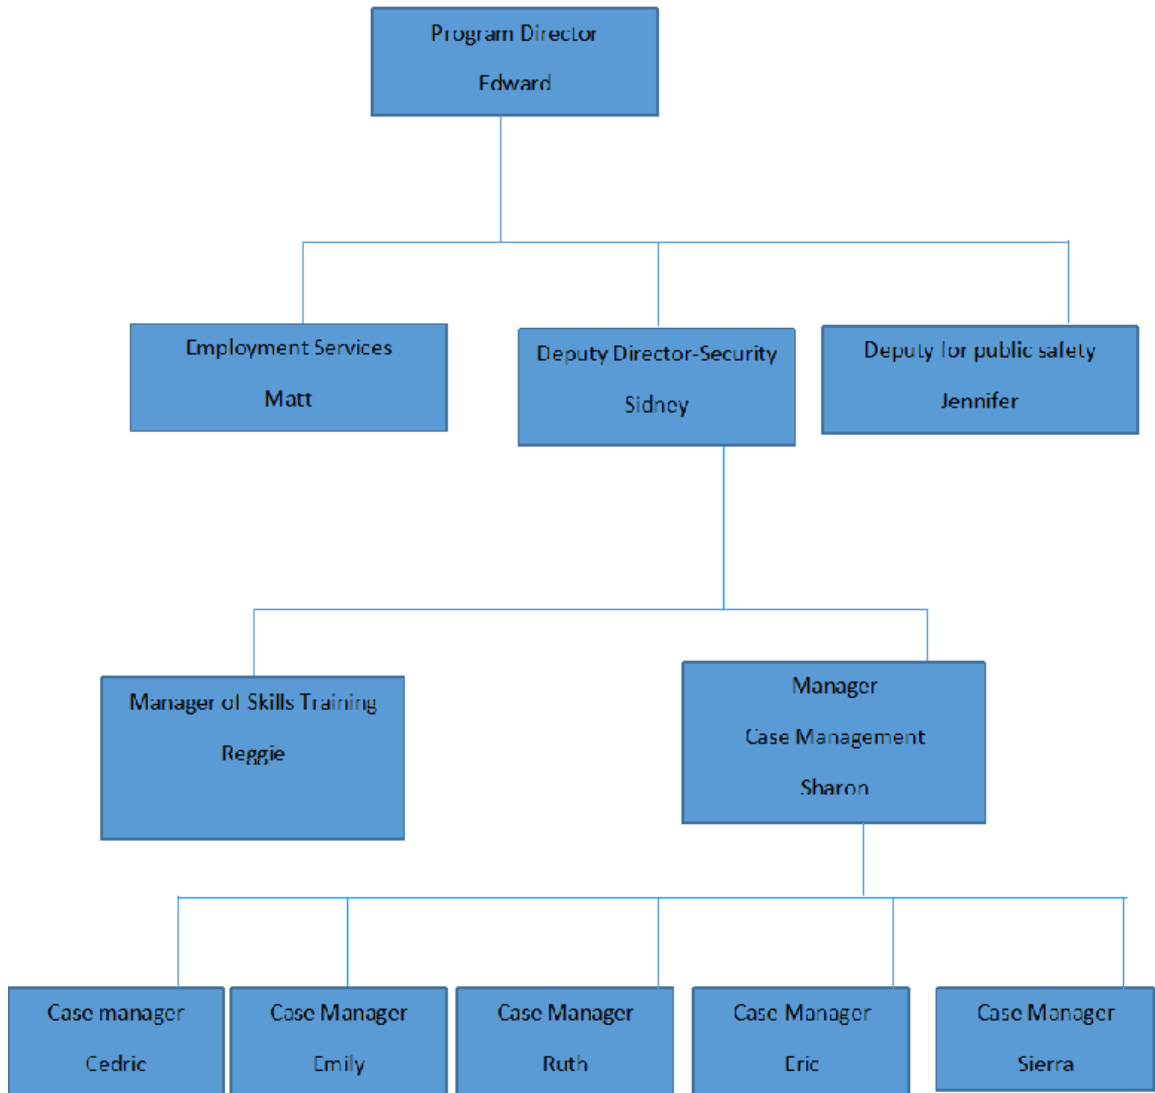 Program Director
Edward
Employment Services
Matt
Deputy Director-Security
Sidney
Deputy for public safety
Jennifer
Manager of Skills Training
Reggie
Manager
Case Management
Sharon
Case manager
Cedric
Case Manager
Emily
Case Manager
Ruth
Case Manager
Eric
Case Manager
Sierra